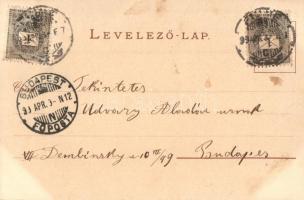 LEVELEZŐ-LAP.
BUDAPEST
99 APR. 3 - N 12
FŐPOSTA
Tekintetes
Udvary Aladár urnak
VII Dembinszky u 10 III/49 Budapest